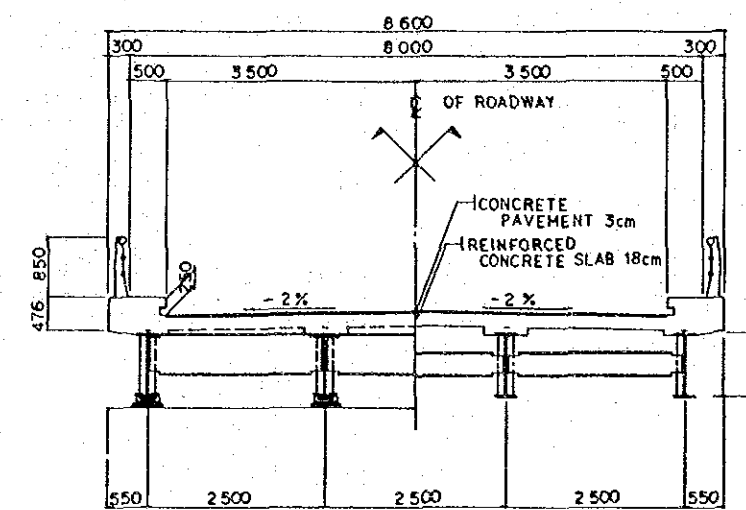 8 600
300 8 000 300
500 3 500 3 500 500
℄ OF ROADWAY
CONCRETE
PAVEMENT 3cm
REINFORCED
CONCRETE SLAB 18cm
850
476
250
-2% -2%
550 2 500 2 500 2 500 550